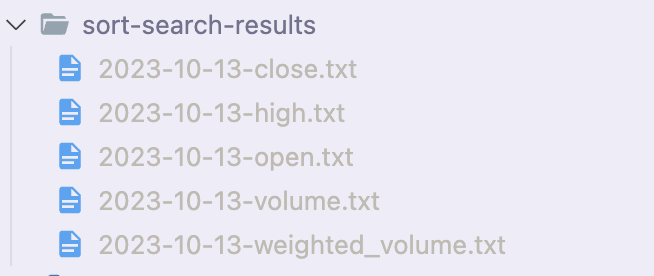 sort-search-results
2023-10-13-close.txt
2023-10-13-high.txt
2023-10-13-open.txt
2023-10-13-volume.txt
2023-10-13-weighted_volume.txt